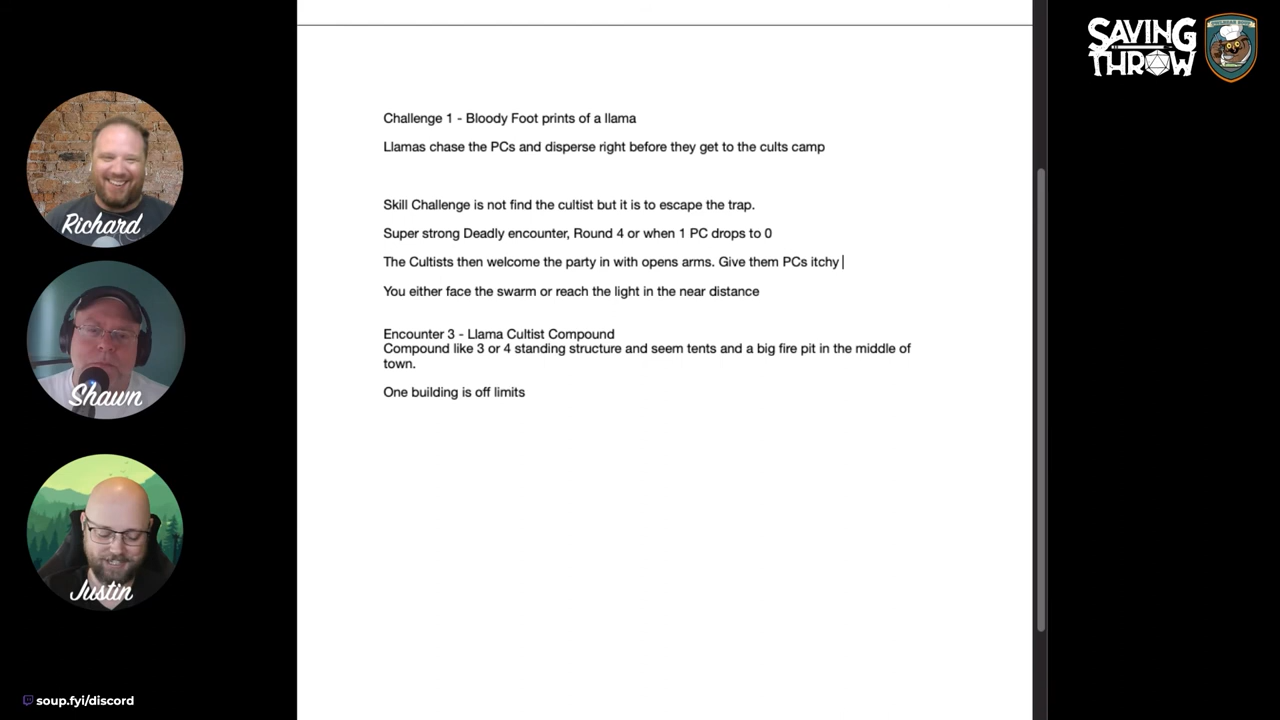 SAVING
THROW
Challenge 1 - Bloody Foot prints of a llama
Llamas chase the PCs and disperse right before they get to the cults camp
Skill Challenge is not find the cultist but it is to escape the trap.
Super strong Deadly encounter, Round 4 or when 1 PC drops to 0
The Cultists then welcome the party in with opens arms. Give them PCs itchy
You either face the swarm or reach the light in the near distance
Encounter 3 - Llama Cultist Compound
Compound like 3 or 4 standing structure and seem tents and a big fire pit in the middle of
town.
One building is off limits
Richard
Shawn
Justin
soup.fyi/discord